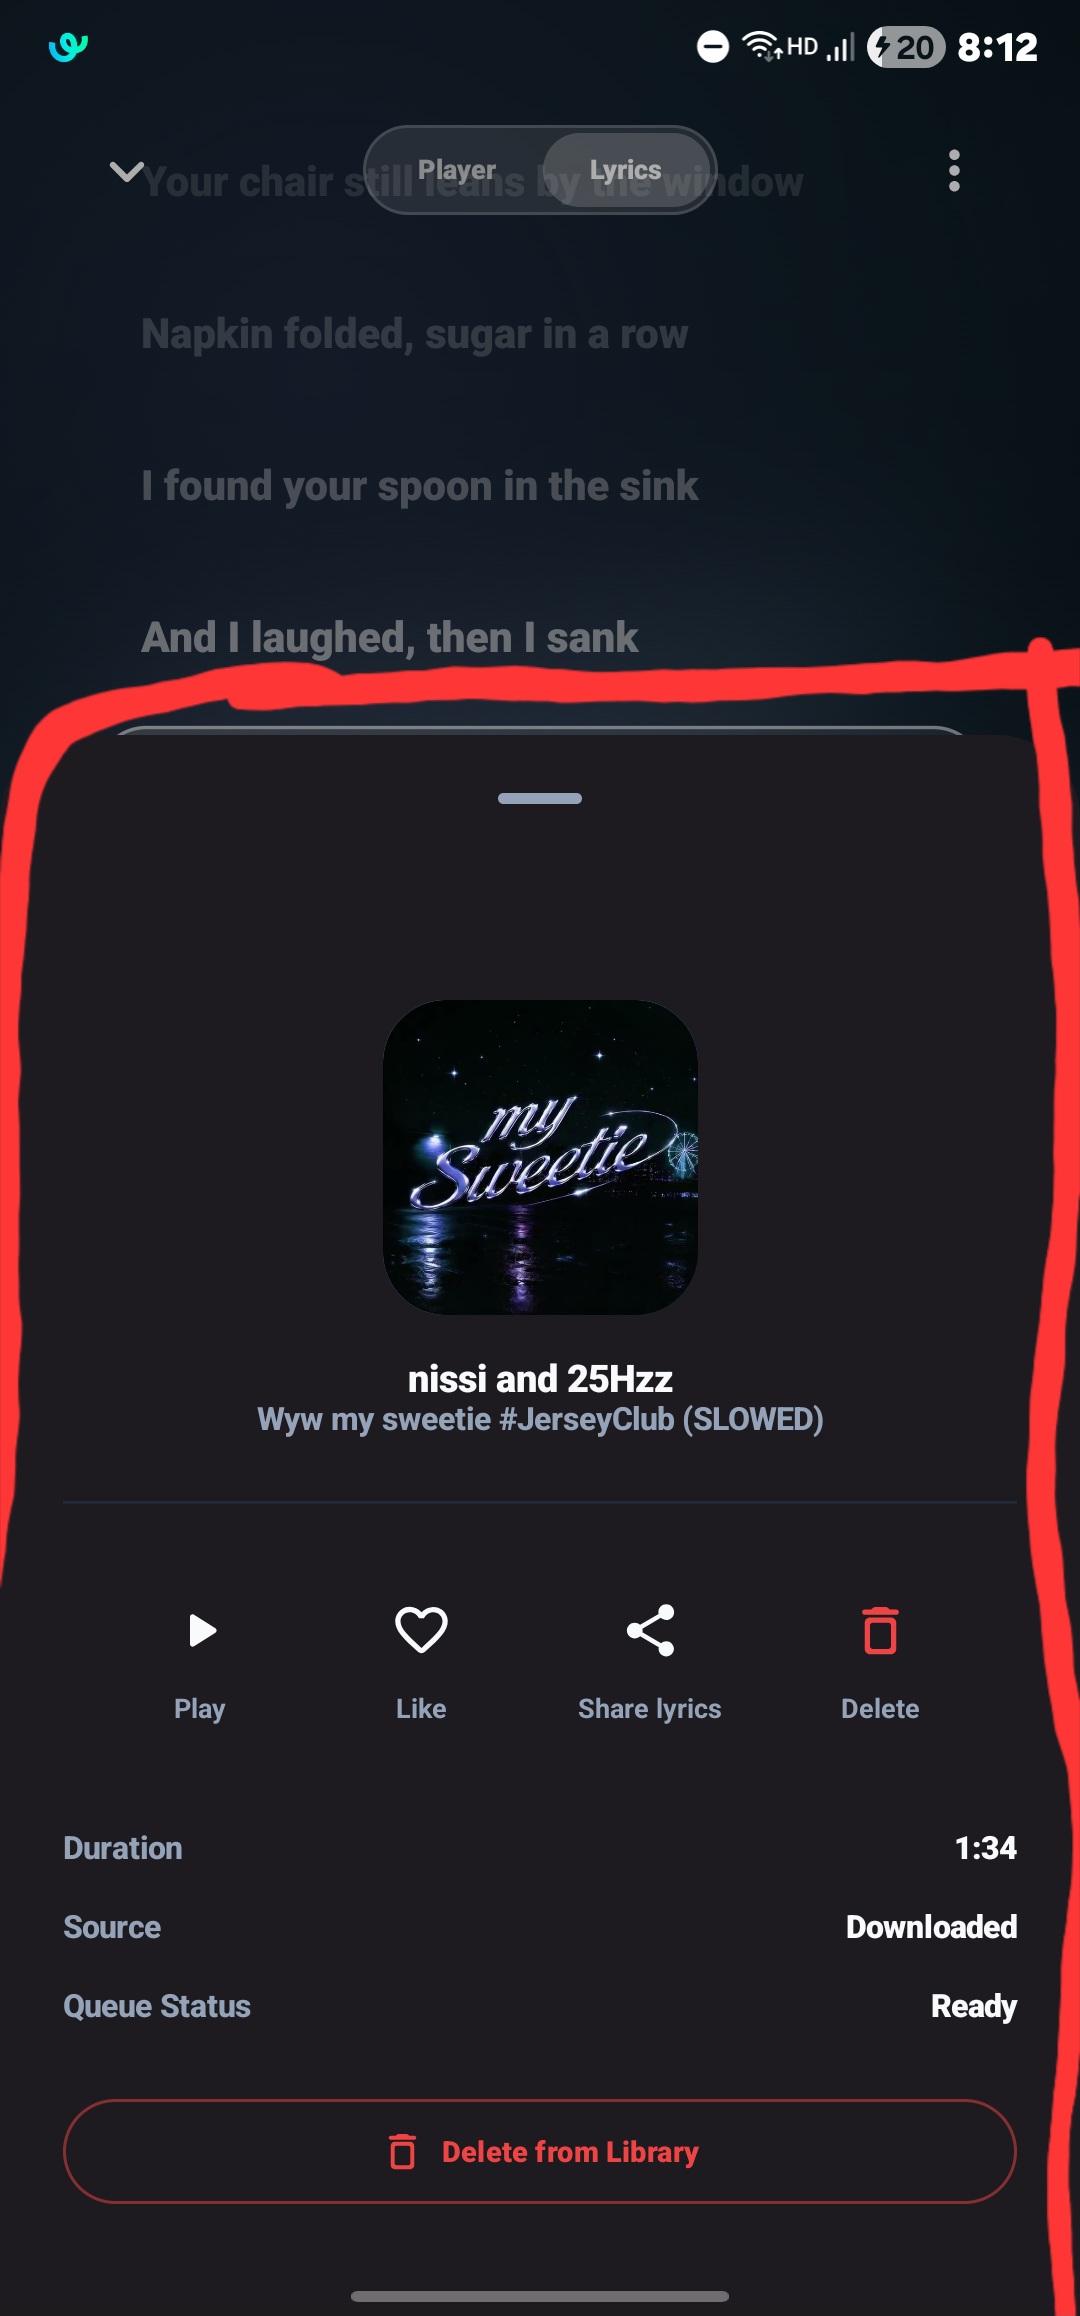 HD 20 8:12
Player Lyrics
Your chair still leans by the window
Napkin folded, sugar in a row
I found your spoon in the sink
And I laughed, then I sank
my
Sweetie
nissi and 25Hzz
Wyw my sweetie #JerseyClub (SLOWED)
Play Like Share lyrics Delete
Duration 1:34
Source Downloaded
Queue Status Ready
Delete from Library